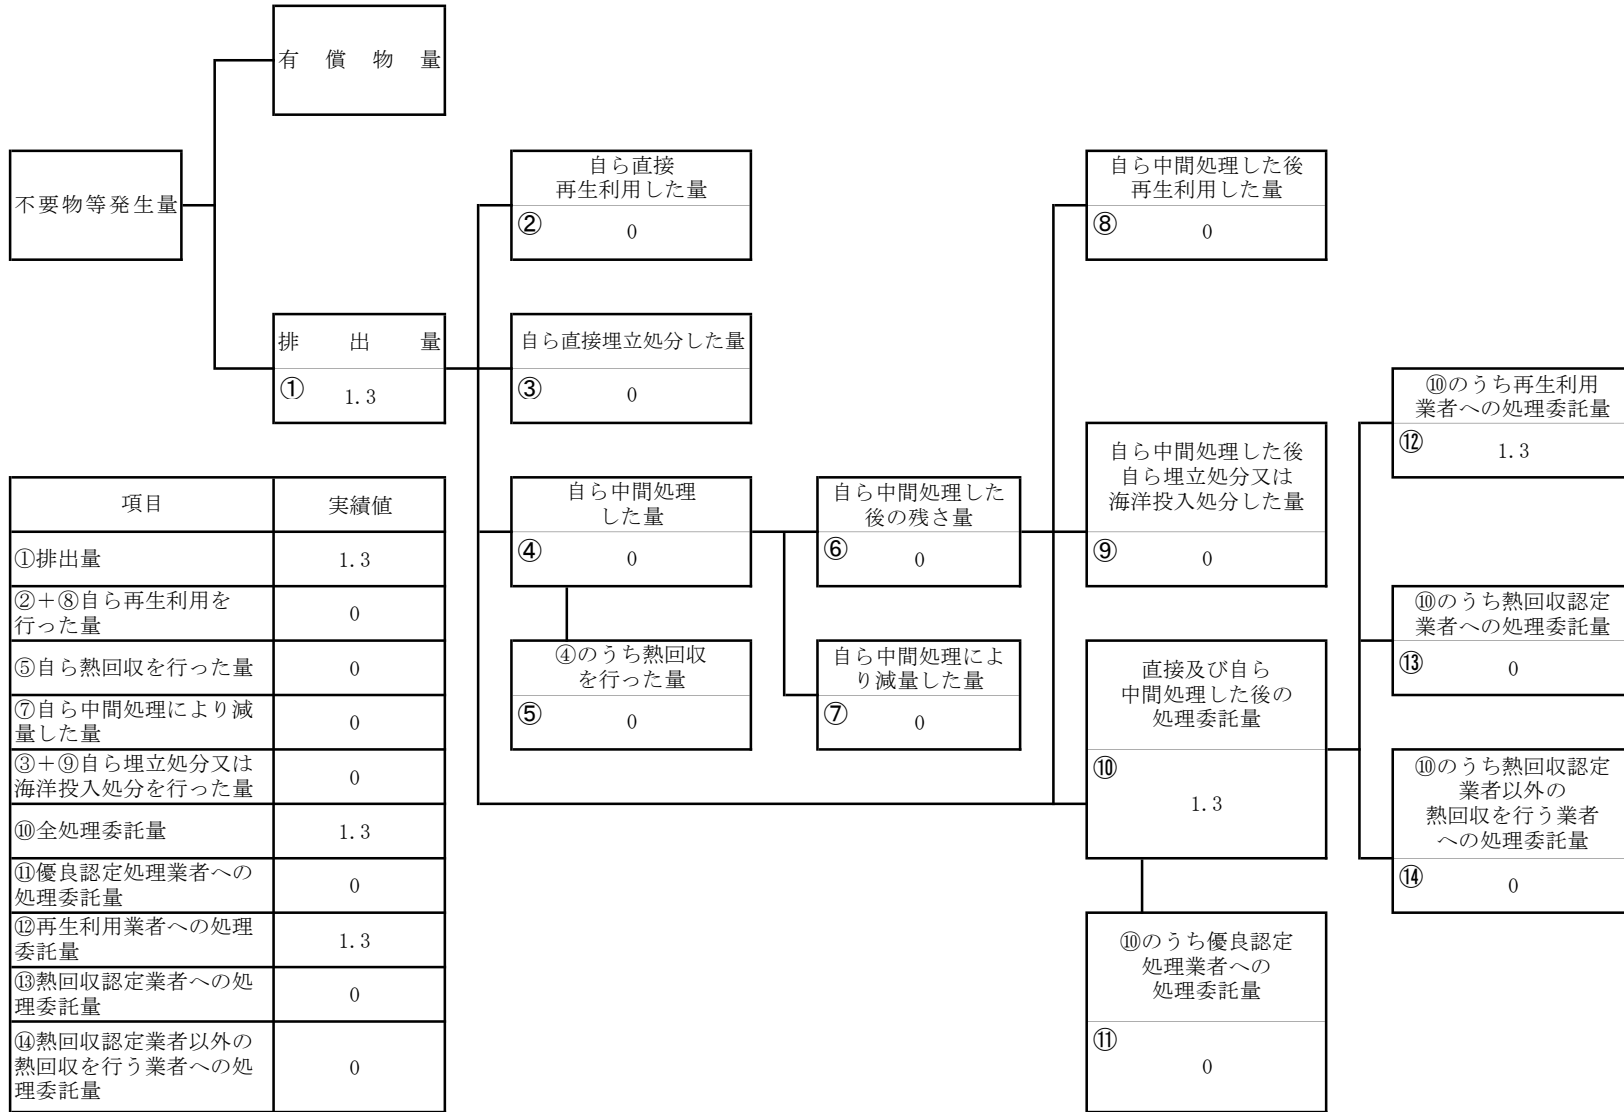 有償物量
不要物等発生量
排出量
①
1.3
自ら直接
再生利用した量
②
0
自ら直接埋立処分した量
③
0
自ら中間処理
した量
④
0
④のうち熱回収
を行った量
⑤
0
自ら中間処理した
後の残さ量
⑥
0
自ら中間処理によ
り減量した量
⑦
0
自ら中間処理した後
再生利用した量
⑧
0
自ら中間処理した後
自ら埋立処分又は
海洋投入処分した量
⑨
0
直接及び自ら
中間処理した後の
処理委託量
⑩
1.3
⑩のうち優良認定
処理業者への
処理委託量
⑪
0
⑩のうち再生利用
業者への処理委託量
⑫
1.3
⑩のうち熱回収認定
業者への処理委託量
⑬
0
⑩のうち熱回収認定
業者以外の
熱回収を行う業者
への処理委託量
⑭
0
項目 実績値
①排出量 1.3
②+⑧自ら再生利用を
行った量 0
⑤自ら熱回収を行った量 0
⑦自ら中間処理により減
量した量 0
③+⑨自ら埋立処分又は
海洋投入処分を行った量 0
⑩全処理委託量 1.3
⑪優良認定処理業者への
処理委託量 0
⑫再生利用業者への処理
委託量 1.3
⑬熱回収認定業者への処
理委託量 0
⑭熱回収認定業者以外の
熱回収を行う業者への処
理委託量 0